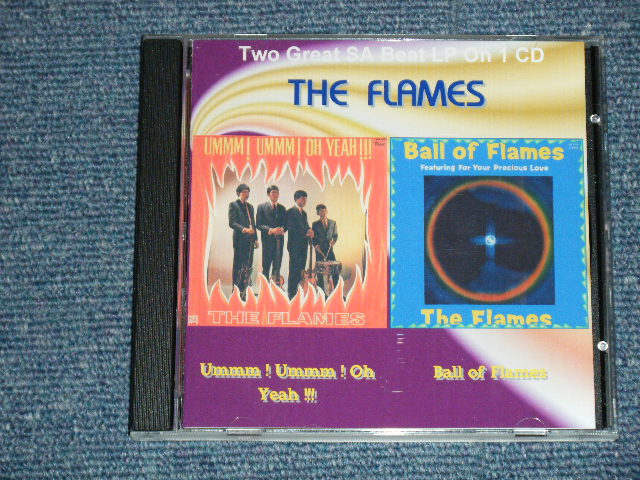 Two Great SA Beat LP On 1 CD
THE FLAMES
UMMM! UMMM! OH YEAH!!!
THE FLAMES
Ball of Flames
Featuring For Your Precious Love
The Flames
Ummm ! Ummm ! Oh
Yeah !!!
Ball of Flames